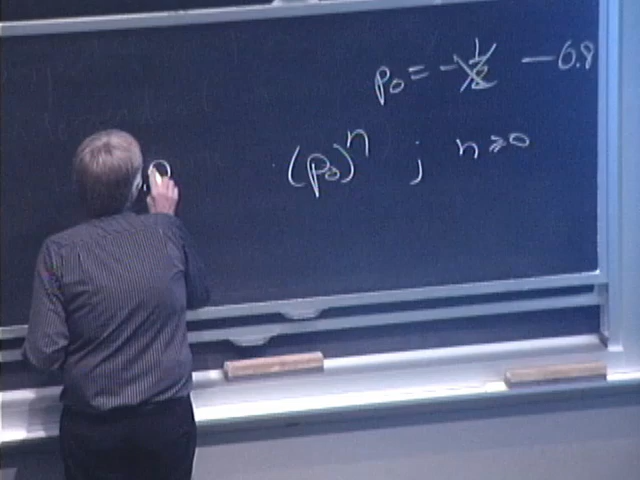 p₀ = -1/2 -0.8
(p₀)ⁿ ; n ≥ 0